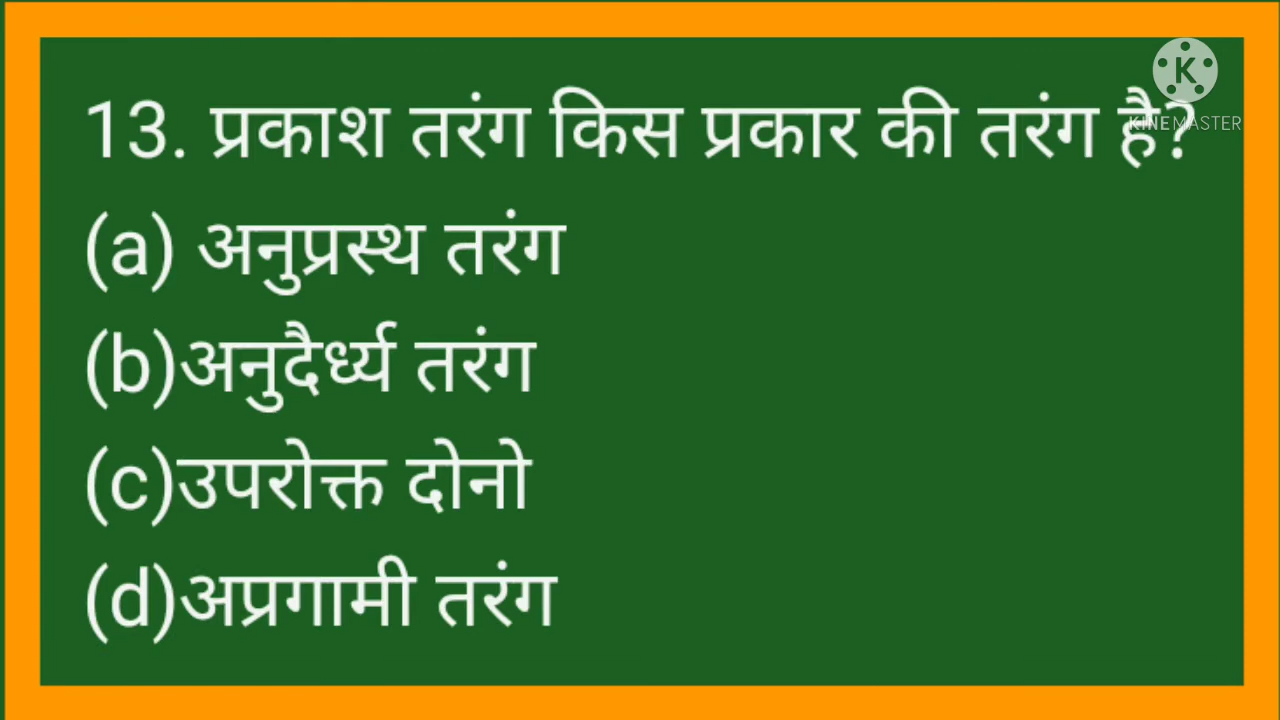 13. प्रकाश तरंग किस प्रकार की तरंग है?
KINEMASTER
(a) अनुप्रस्थ तरंग
(b)अनुदैर्ध्य तरंग
(c)उपरोक्त दोनो
(d)अप्रगामी तरंग